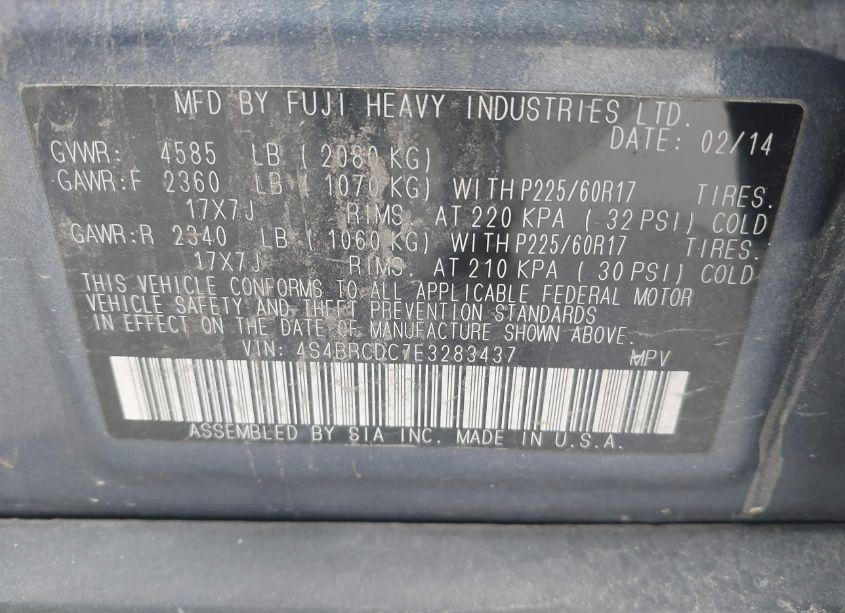 MFD BY FUJI HEAVY INDUSTRIES LTD.
DATE: 02/14
GVWR: 4585 LB ( 2080 KG)
GAWR:F 2360 LB ( 1070 KG) WITH P225/60R17 TIRES.
17X7J RIMS. AT 220 KPA ( 32 PSI) COLD
GAWR:R 2340 LB ( 1060 KG) WITH P225/60R17 TIRES.
17X7J RIMS. AT 210 KPA ( 30 PSI) COLD
THIS VEHICLE CONFORMS TO ALL APPLICABLE FEDERAL MOTOR
VEHICLE SAFETY AND THEFT PREVENTION STANDARDS
IN EFFECT ON THE DATE OF MANUFACTURE SHOWN ABOVE.
VIN: 4S4BRCDC7E3283437 MPV
ASSEMBLED BY SIA INC. MADE IN U.S.A.